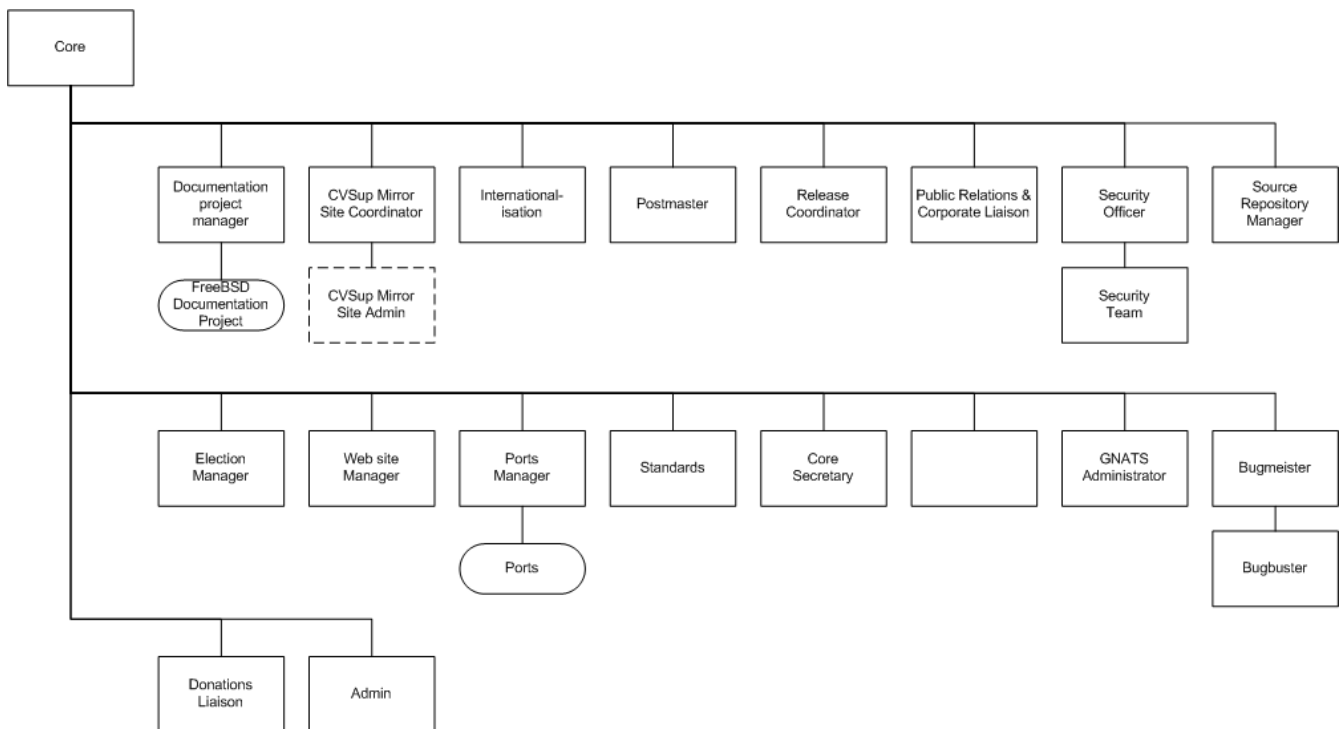 Core
Documentation
project
manager
CVSup Mirror
Site Coordinator
International-
isation
Postmaster
Release
Coordinator
Public Relations &
Corporate Liaison
Security
Officer
Source
Repository
Manager
FreeBSD
Documentation
Project
CVSup Mirror
Site Admin
Security
Team
Election
Manager
Web site
Manager
Ports
Manager
Standards
Core
Secretary
GNATS
Administrator
Bugmeister
Ports
Bugbuster
Donations
Liaison
Admin